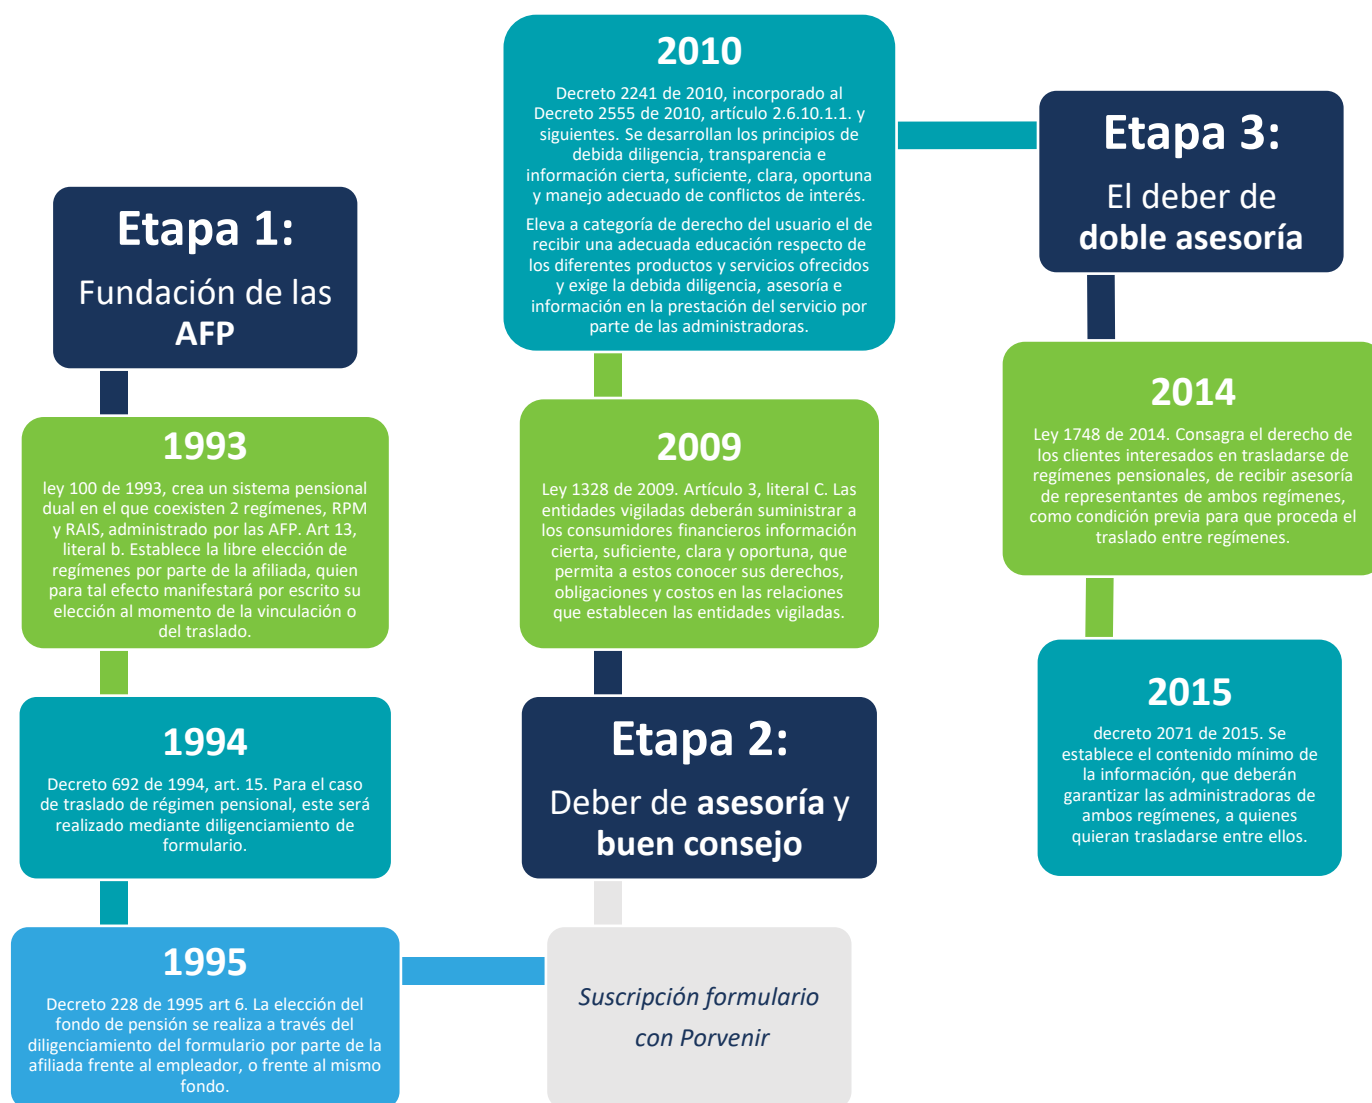 Etapa 1:
Fundación de las
AFP
1993
ley 100 de 1993, crea un sistema pensional
dual en el que coexisten 2 regímenes, RPM
y RAIS, administrado por las AFP. Art 13,
literal b. Establece la libre elección de
regímenes por parte de la afiliada, quien
para tal efecto manifestará por escrito su
elección al momento de la vinculación o
del traslado.
1994
Decreto 692 de 1994, art. 15. Para el caso
de traslado de régimen pensional, este será
realizado mediante diligenciamiento de
formulario.
1995
Decreto 228 de 1995 art 6. La elección del
fondo de pensión se realiza a través del
diligenciamiento del formulario por parte de la
afiliada frente al empleador, o frente al mismo
fondo.
Suscripción formulario
con Porvenir
Etapa 2:
Deber de asesoría y
buen consejo
2009
Ley 1328 de 2009. Artículo 3, literal C. Las
entidades vigiladas deberán suministrar a
los consumidores financieros información
cierta, suficiente, clara y oportuna, que
permita a estos conocer sus derechos,
obligaciones y costos en las relaciones
que establecen las entidades vigiladas.
2010
Decreto 2241 de 2010, incorporado al
Decreto 2555 de 2010, artículo 2.6.10.1.1. y
siguientes. Se desarrollan los principios de
debida diligencia, transparencia e
información cierta, suficiente, clara, oportuna
y manejo adecuado de conflictos de interés.
Eleva a categoría de derecho del usuario el de
recibir una adecuada educación respecto de
los diferentes productos y servicios ofrecidos
y exige la debida diligencia, asesoría e
información en la prestación del servicio por
parte de las administradoras.
Etapa 3:
El deber de
doble asesoría
2014
Ley 1748 de 2014. Consagra el derecho de
los clientes interesados en trasladarse de
regímenes pensionales, de recibir asesoría
de representantes de ambos regímenes,
como condición previa para que proceda el
traslado entre regímenes.
2015
decreto 2071 de 2015. Se
establece el contenido mínimo de
la información, que deberán
garantizar las administradoras de
ambos regímenes, a quienes
quieran trasladarse entre ellos.